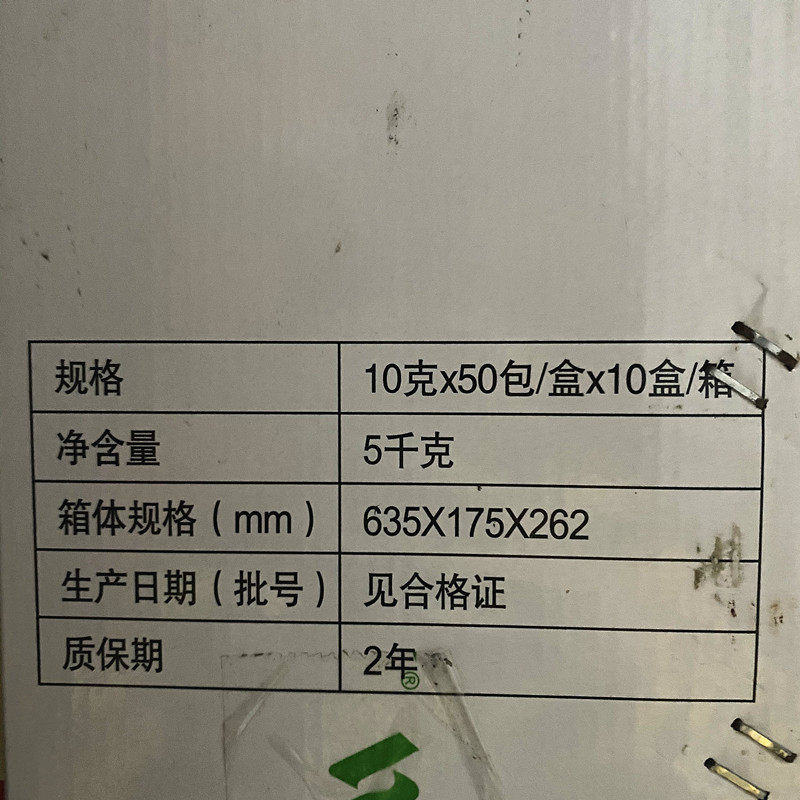 规格 10克x50包/盒x10盒/箱
净含量 5千克
箱体规格（mm） 635X175X262
生产日期（批号） 见合格证
质保期 2年
®